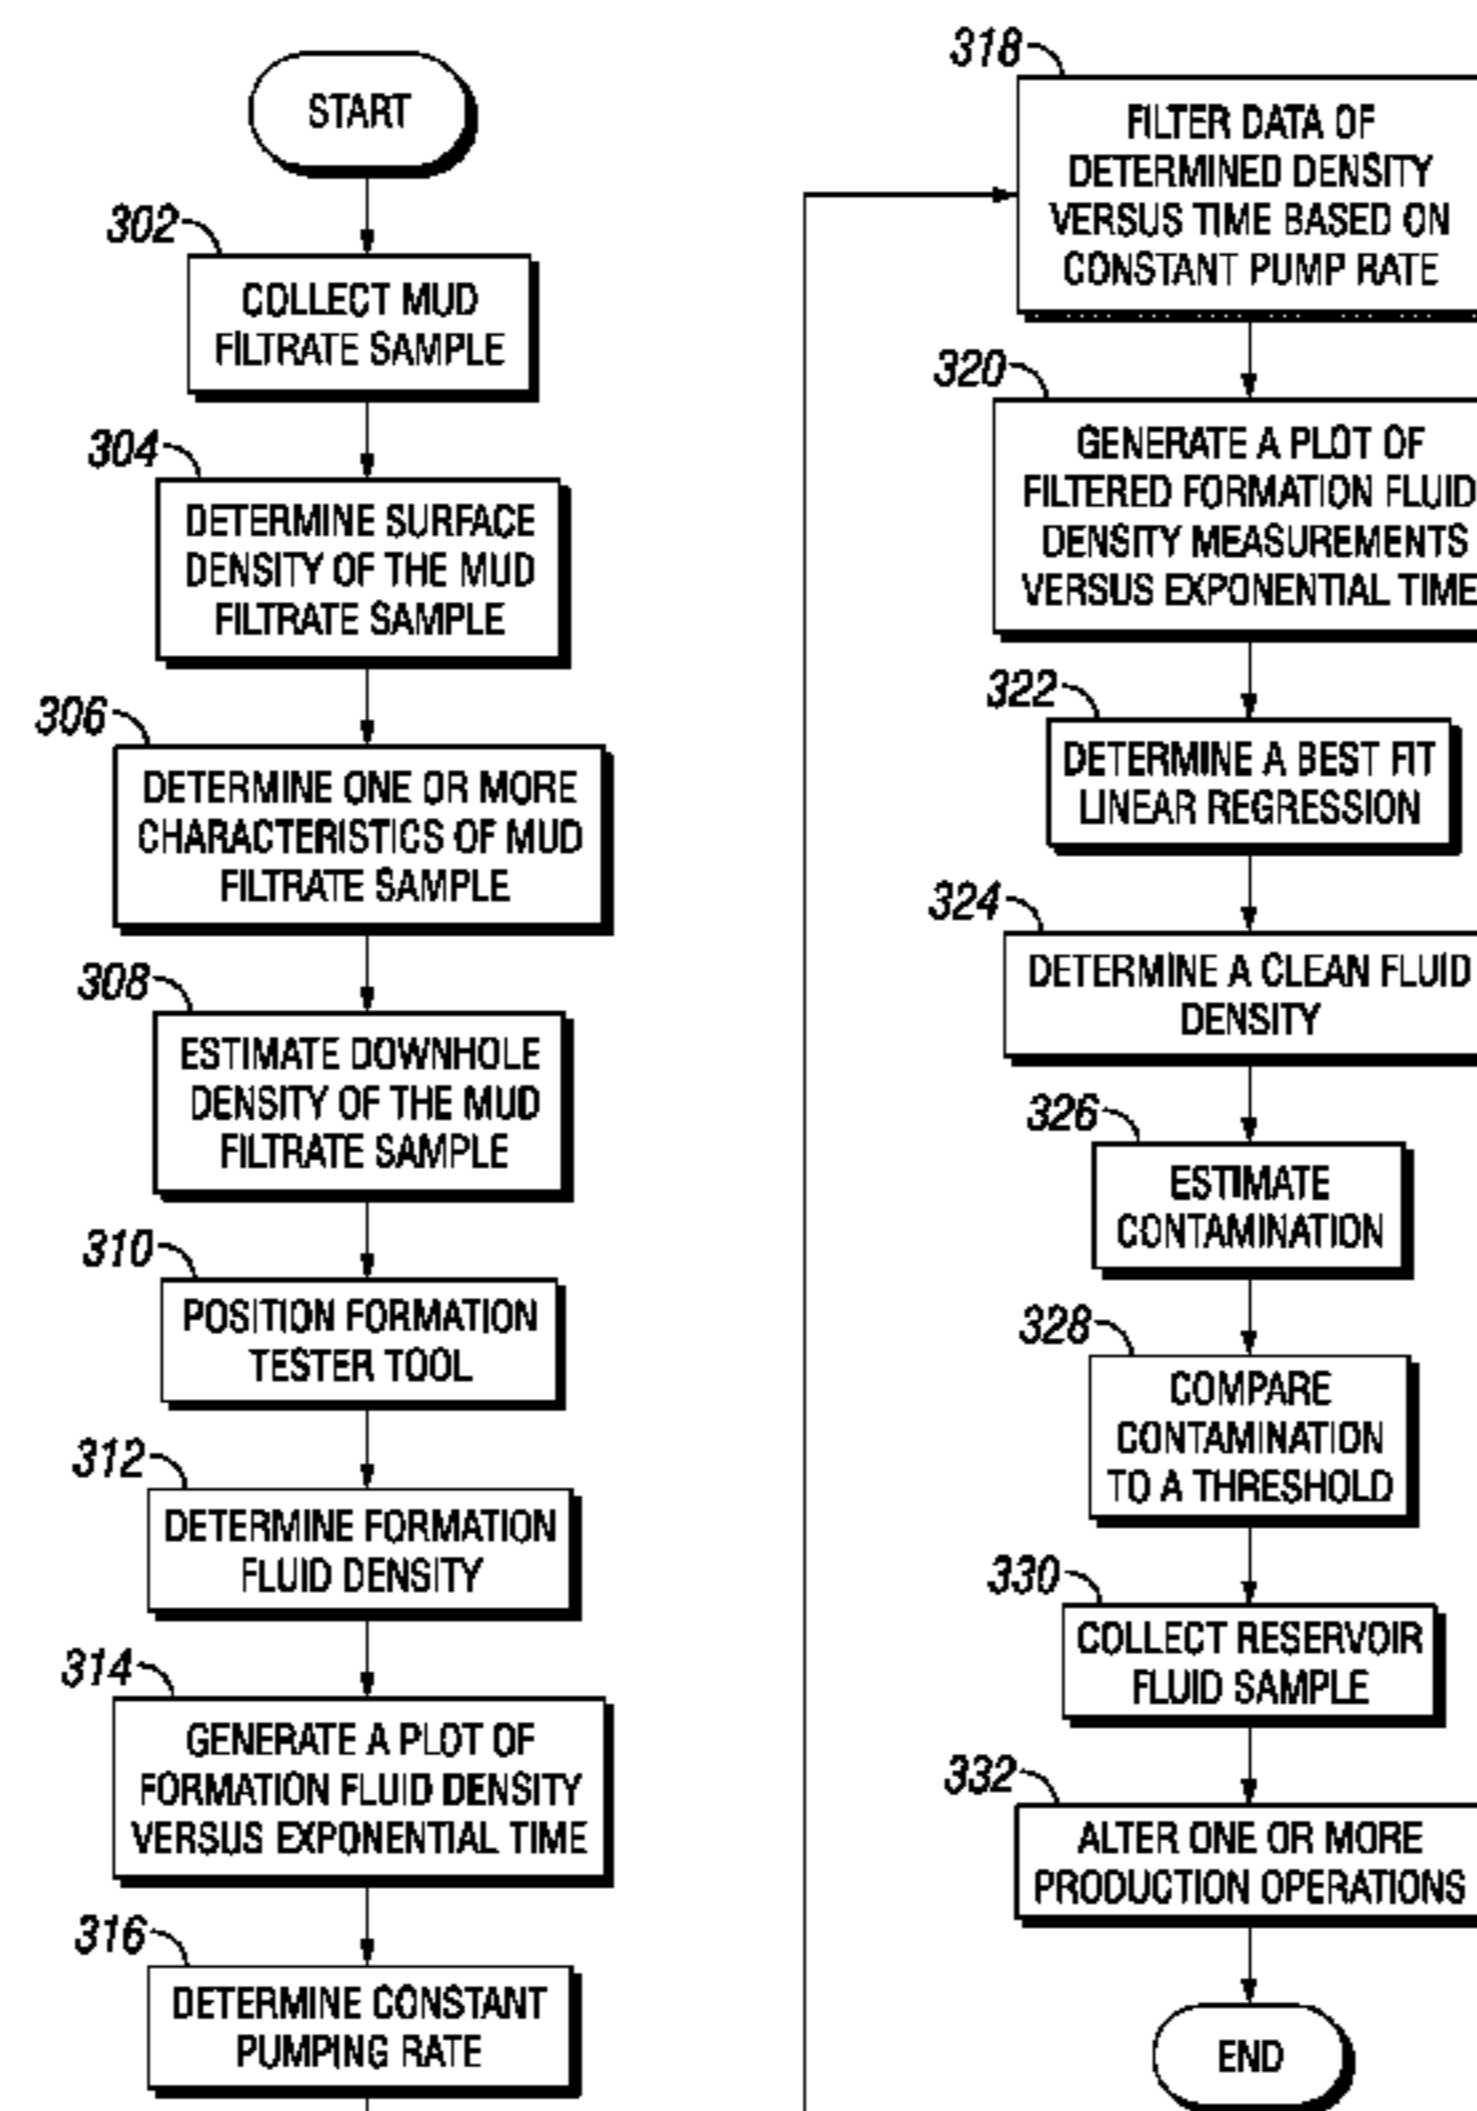 START
302
COLLECT MUD
FILTRATE SAMPLE
304
DETERMINE SURFACE
DENSITY OF THE MUD
FILTRATE SAMPLE
306
DETERMINE ONE OR MORE
CHARACTERISTICS OF MUD
FILTRATE SAMPLE
308
ESTIMATE DOWNHOLE
DENSITY OF THE MUD
FILTRATE SAMPLE
310
POSITION FORMATION
TESTER TOOL
312
DETERMINE FORMATION
FLUID DENSITY
314
GENERATE A PLOT OF
FORMATION FLUID DENSITY
VERSUS EXPONENTIAL TIME
316
DETERMINE CONSTANT
PUMPING RATE
318
FILTER DATA OF
DETERMINED DENSITY
VERSUS TIME BASED ON
CONSTANT PUMP RATE
320
GENERATE A PLOT OF
FILTERED FORMATION FLUID
DENSITY MEASUREMENTS
VERSUS EXPONENTIAL TIME
322
DETERMINE A BEST FIT
LINEAR REGRESSION
324
DETERMINE A CLEAN FLUID
DENSITY
326
ESTIMATE
CONTAMINATION
328
COMPARE
CONTAMINATION
TO A THRESHOLD
330
COLLECT RESERVOIR
FLUID SAMPLE
332
ALTER ONE OR MORE
PRODUCTION OPERATIONS
END